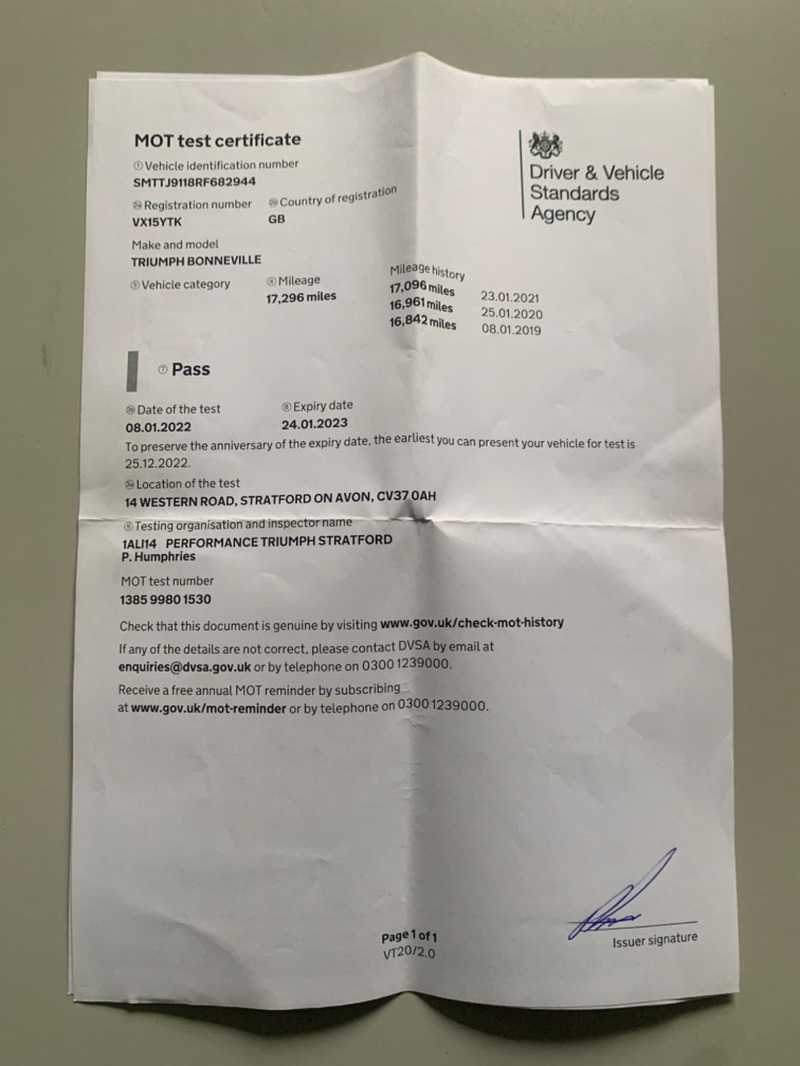 MOT test certificate
① Vehicle identification number
SMTTJ9118RF682944
Registration number
Country of registration
VX15YTK
GB
Make and model
TRIUMPH BONNEVILLE
⑤ Vehicle category
④ Mileage
17,296 miles
Mileage history
17,096 miles 23.01.2021
16,961 miles 25.01.2020
16,842 miles 08.01.2019
Driver & Vehicle
Standards
Agency
⑦ Pass
Date of the test
Expiry date
08.01.2022
24.01.2023
To preserve the anniversary of the expiry date, the earliest you can present your vehicle for test is
25.12.2022.
Location of the test
14 WESTERN ROAD, STRATFORD ON AVON, CV37 0AH
⑨ Testing organisation and inspector name
1ALI14 PERFORMANCE TRIUMPH STRATFORD
P. Humphries
MOT test number
1385 9980 1530
Check that this document is genuine by visiting www.gov.uk/check-mot-history
If any of the details are not correct, please contact DVSA by email at
enquiries@dvsa.gov.uk or by telephone on 0300 1239000.
Receive a free annual MOT reminder by subscribing
at www.gov.uk/mot-reminder or by telephone on 0300 1239000.
Page 1 of 1
VT20/2.0
Issuer signature